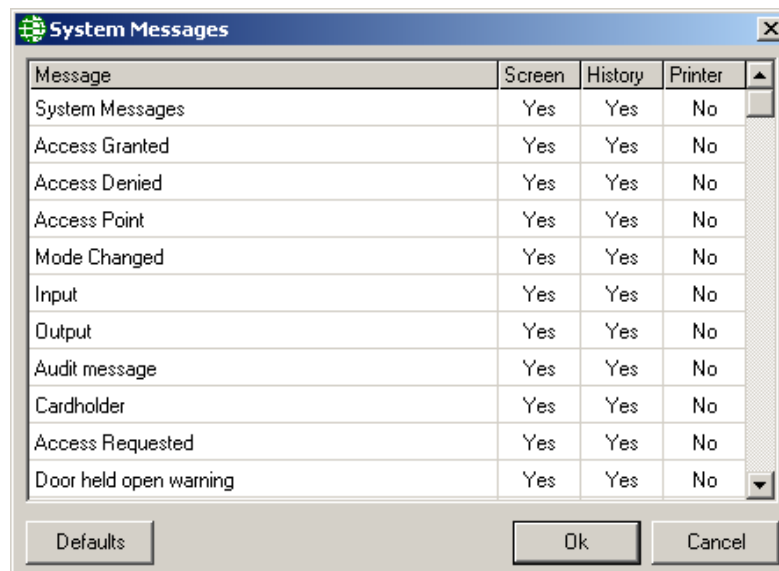 System Messages
Message Screen History Printer
System Messages Yes Yes No
Access Granted Yes Yes No
Access Denied Yes Yes No
Access Point Yes Yes No
Mode Changed Yes Yes No
Input Yes Yes No
Output Yes Yes No
Audit message Yes Yes No
Cardholder Yes Yes No
Access Requested Yes Yes No
Door held open warning Yes Yes No
Defaults Ok Cancel